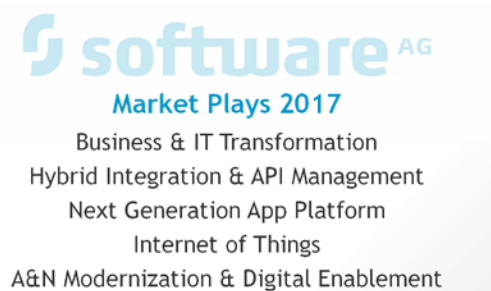 software AG
Market Plays 2017
Business & IT Transformation
Hybrid Integration & API Management
Next Generation App Platform
Internet of Things
A&N Modernization & Digital Enablement